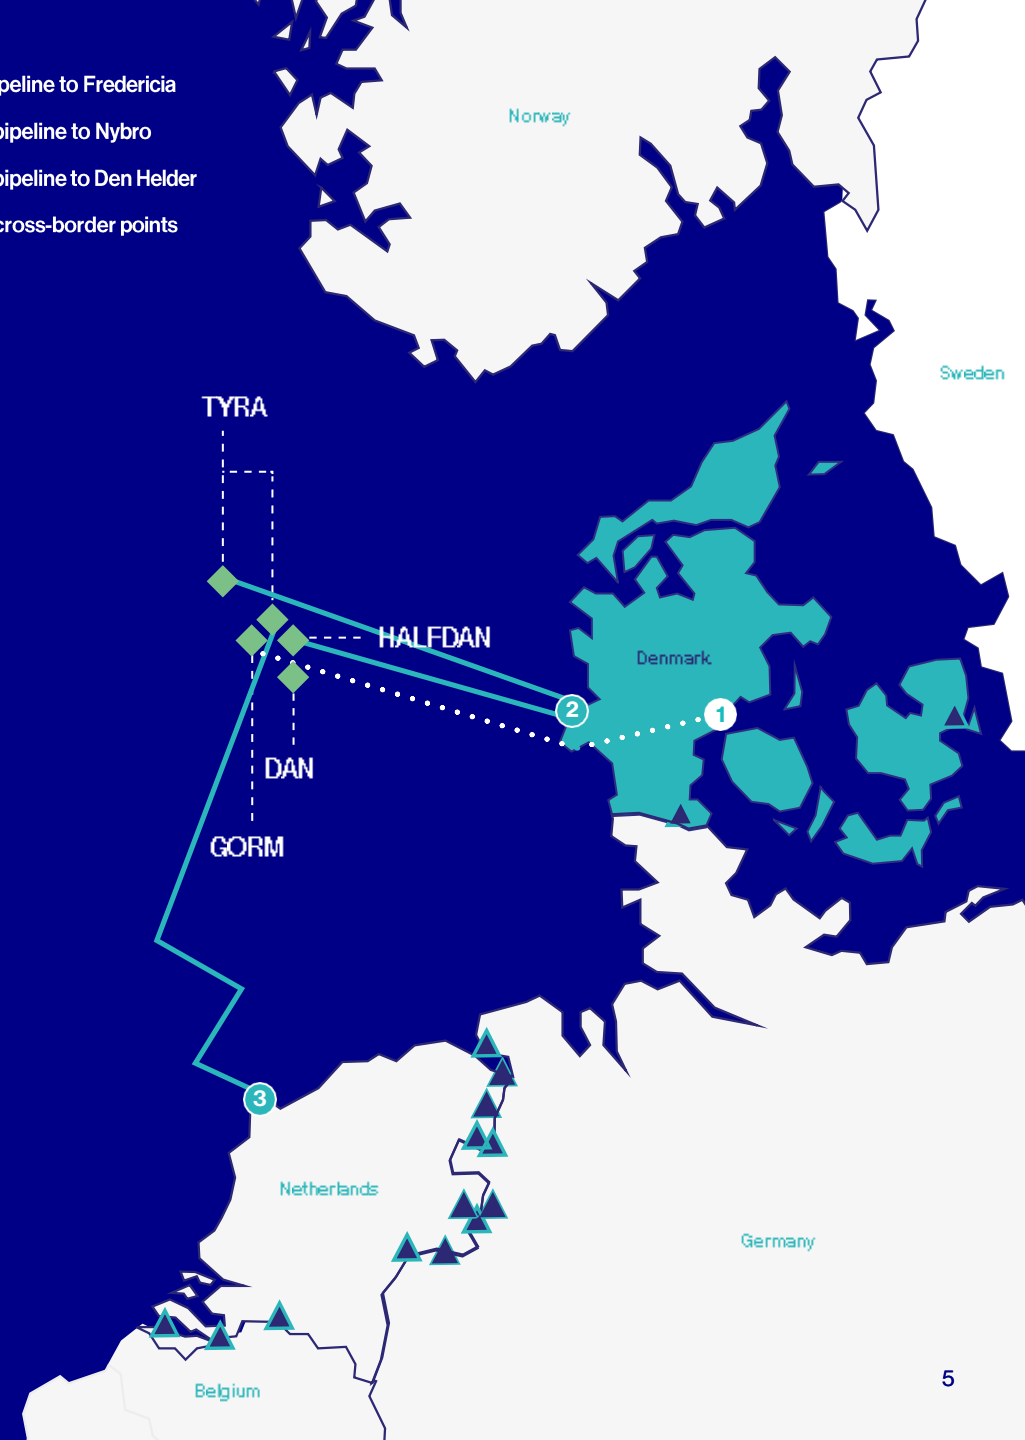 peline to Fredericia
pipeline to Nybro
pipeline to Den Helder
cross-border points
Norway
Sweden
TYRA
HALFDAN
Denmark
2
1
DAN
GORM
3
Netherlands
Germany
Belgium
5